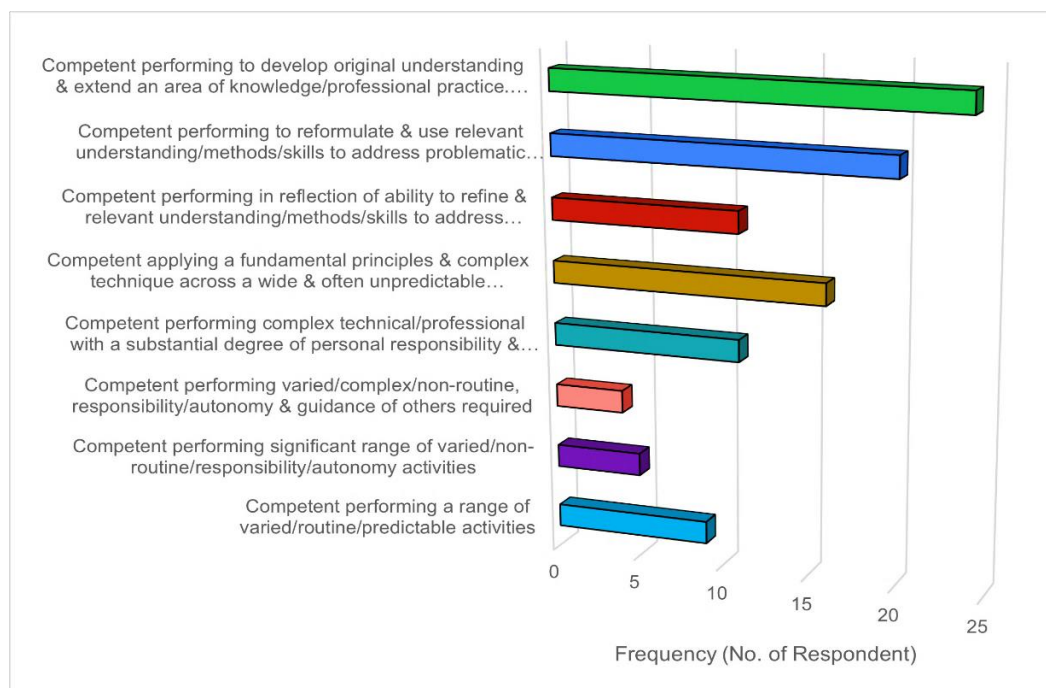 Competent performing to develop original understanding
& extend an area of knowledge/professional practice....
Competent performing to reformulate & use relevant
understanding/methods/skills to address problematic...
Competent performing in reflection of ability to refine &
relevant understanding/methods/skills to address...
Competent applying a fundamental principles & complex
technique across a wide & often unpredictable...
Competent performing complex technical/professional
with a substantial degree of personal responsibility &...
Competent performing varied/complex/non-routine,
responsibility/autonomy & guidance of others required
Competent performing significant range of varied/non-
routine/responsibility/autonomy activities
Competent performing a range of
varied/routine/predictable activities
0
5
10
15
20
25
Frequency (No. of Respondent)